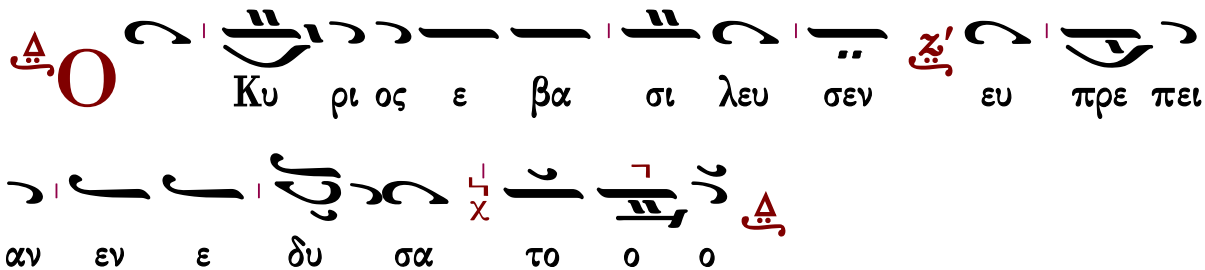 Ο Κυ ρι ος ε βα σι λευ σεν ευ πρε πει
αν εν ε δυ σα το ο ο